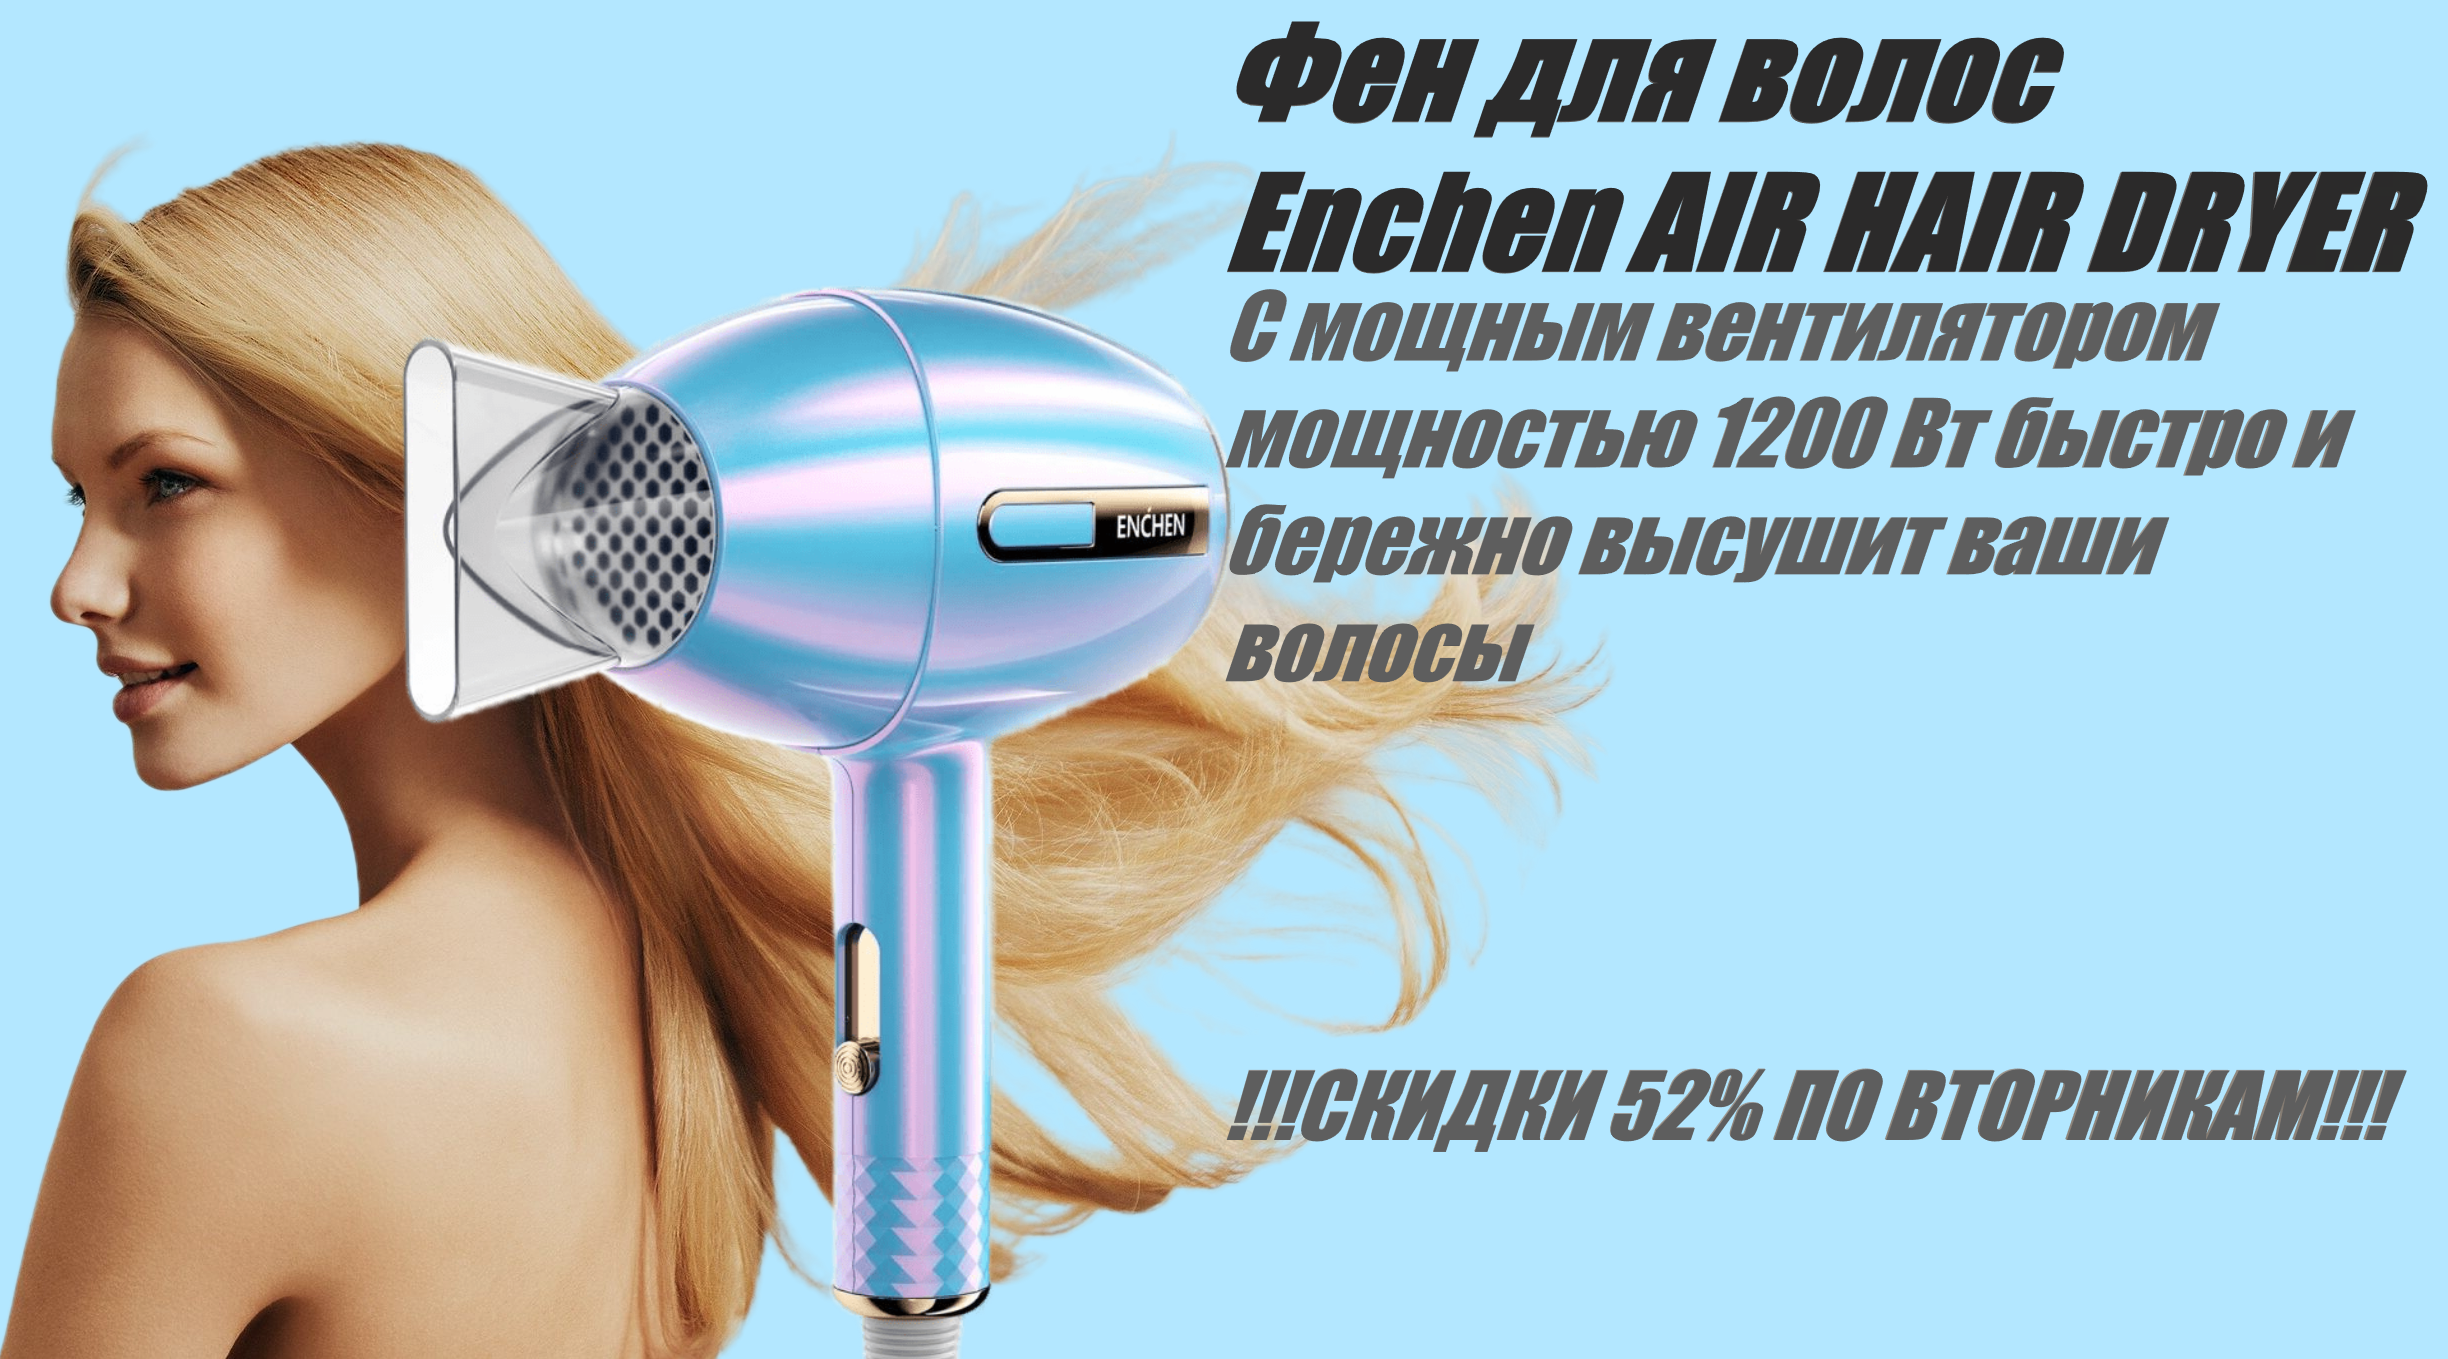 Фен для волос
Enchen AIR HAIR DRYER
С мощным вентилятором
мощностью 1200 Вт быстро и
бережно высушит ваши
волосы
ENCHEN
!!!СКИДКИ 52% ПО ВТОРНИКАМ!!!